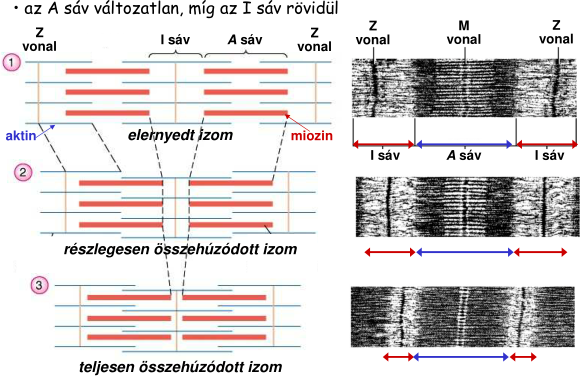 • az A sáv változatlan, míg az I sáv rövidül
Z vonal
I sáv
A sáv
Z vonal
1
aktin
elernyedt izom
miozin
2
részlegesen összehúzódott izom
3
teljesen összehúzódott izom
Z vonal
M vonal
Z vonal
I sáv
A sáv
I sáv